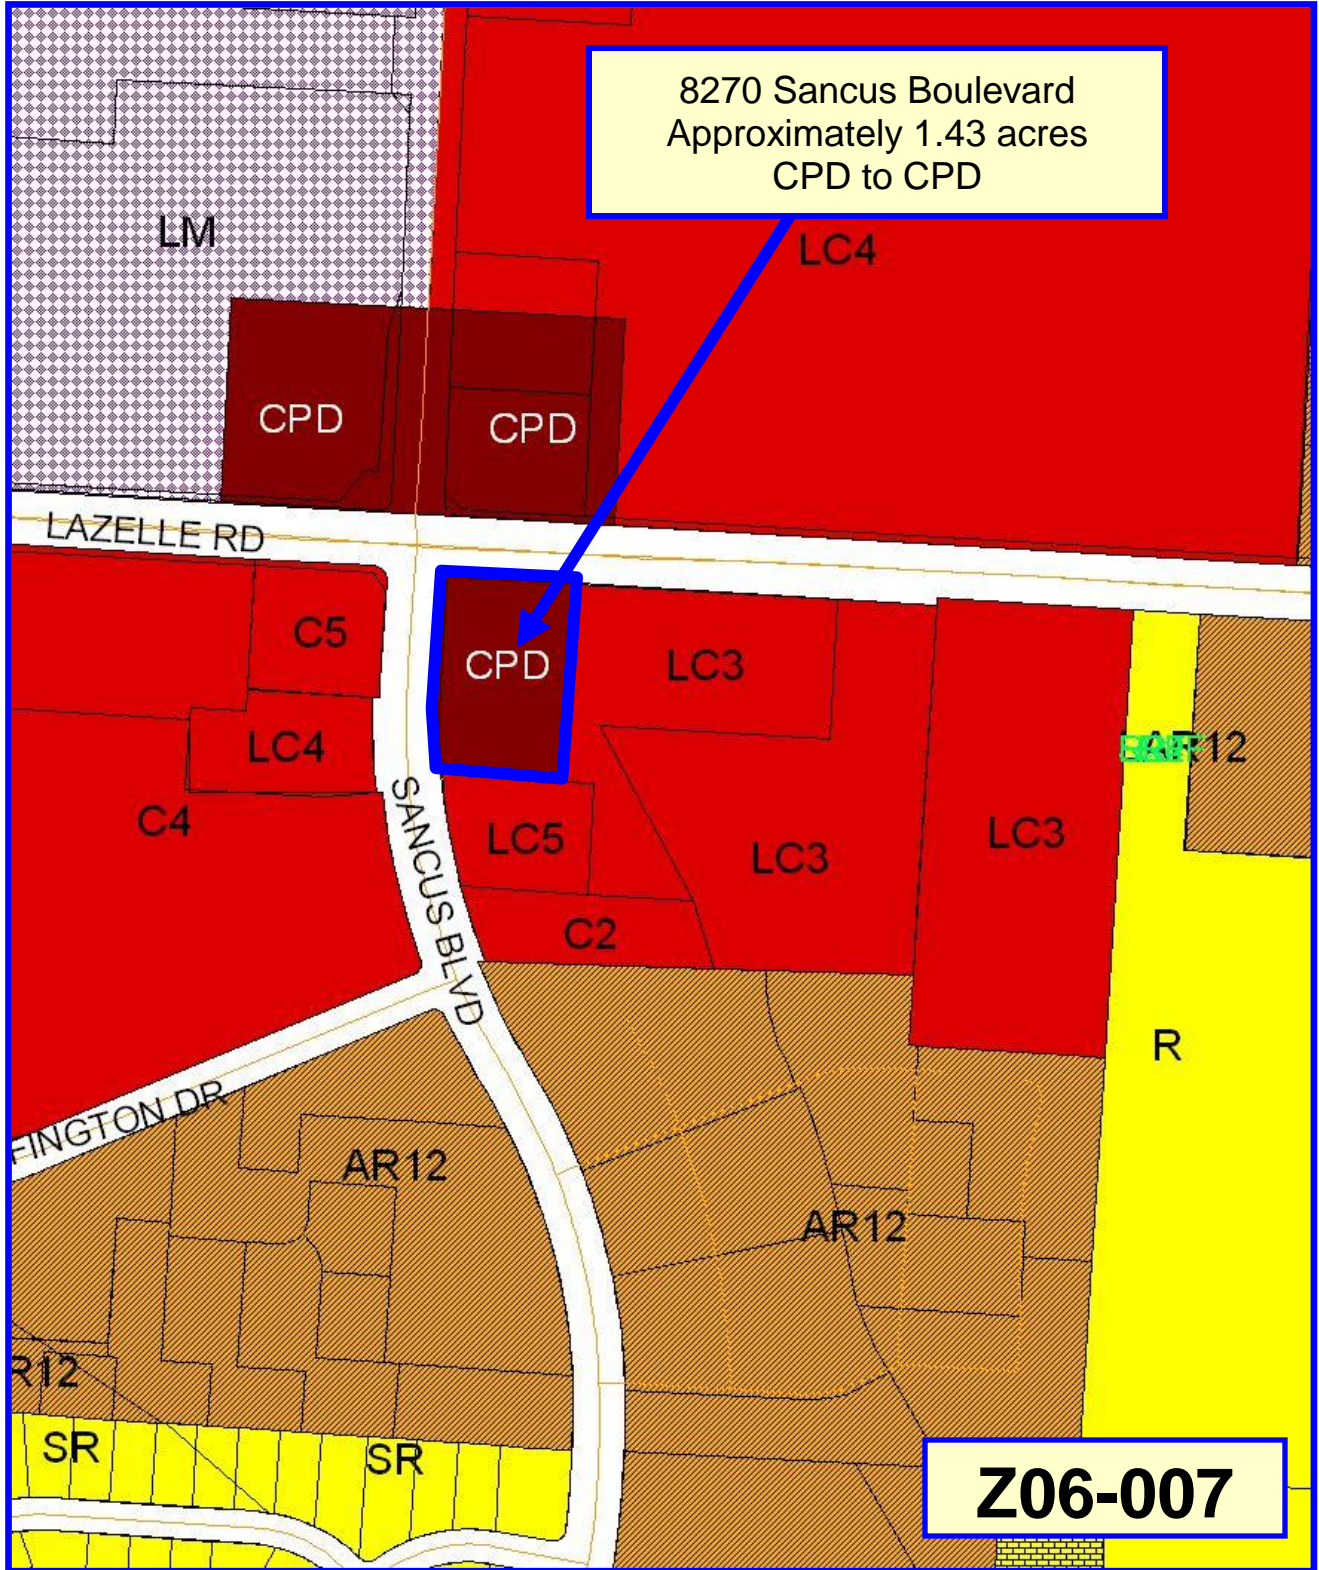 8270 Sancus Boulevard
Approximately 1.43 acres
CPD to CPD
LM
LC4
CPD
CPD
LAZELLE RD
C5
CPD
LC3
LC4
AR12
C4
SANCUS BLVD
LC5
LC3
LC3
C2
R
FINGTON DR
AR12
AR12
R12
SR
SR
Z06-007